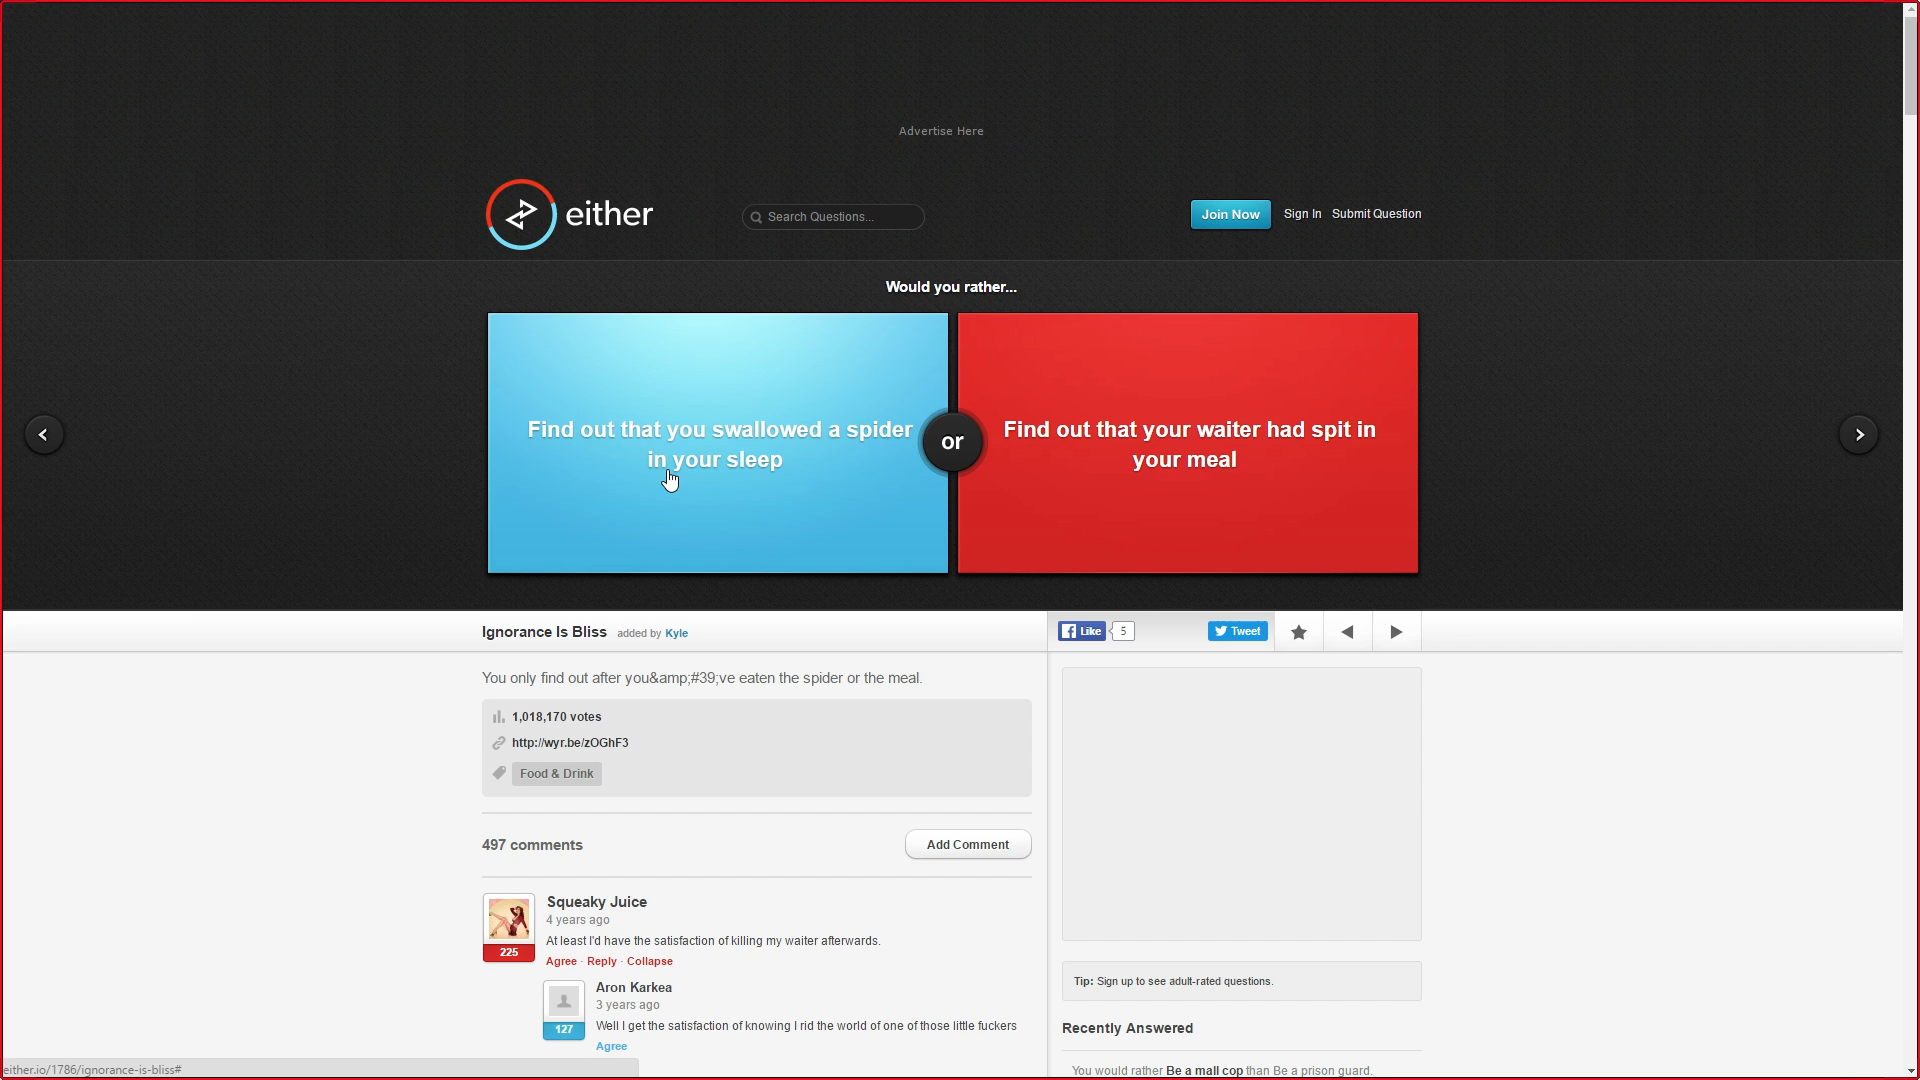 Advertise Here
either
Search Questions...
Join Now
Sign In
Submit Question
Would you rather...
Find out that you swallowed a spider
in your sleep
or
Find out that your waiter had spit in
your meal
Ignorance Is Bliss added by Kyle
Like
5
Tweet
You only find out after you&amp;#39;ve eaten the spider or the meal.
1,018,170 votes
http://wyr.be/zOGhF3
Food & Drink
497 comments
Add Comment
Squeaky Juice
4 years ago
At least I'd have the satisfaction of killing my waiter afterwards.
225
Agree · Reply · Collapse
Aron Karkea
3 years ago
Well I get the satisfaction of knowing I rid the world of one of those little fuckers
127
Agree
Tip: Sign up to see adult-rated questions.
Recently Answered
You would rather Be a mall cop than Be a prison guard.
either.io/1786/ignorance-is-bliss#